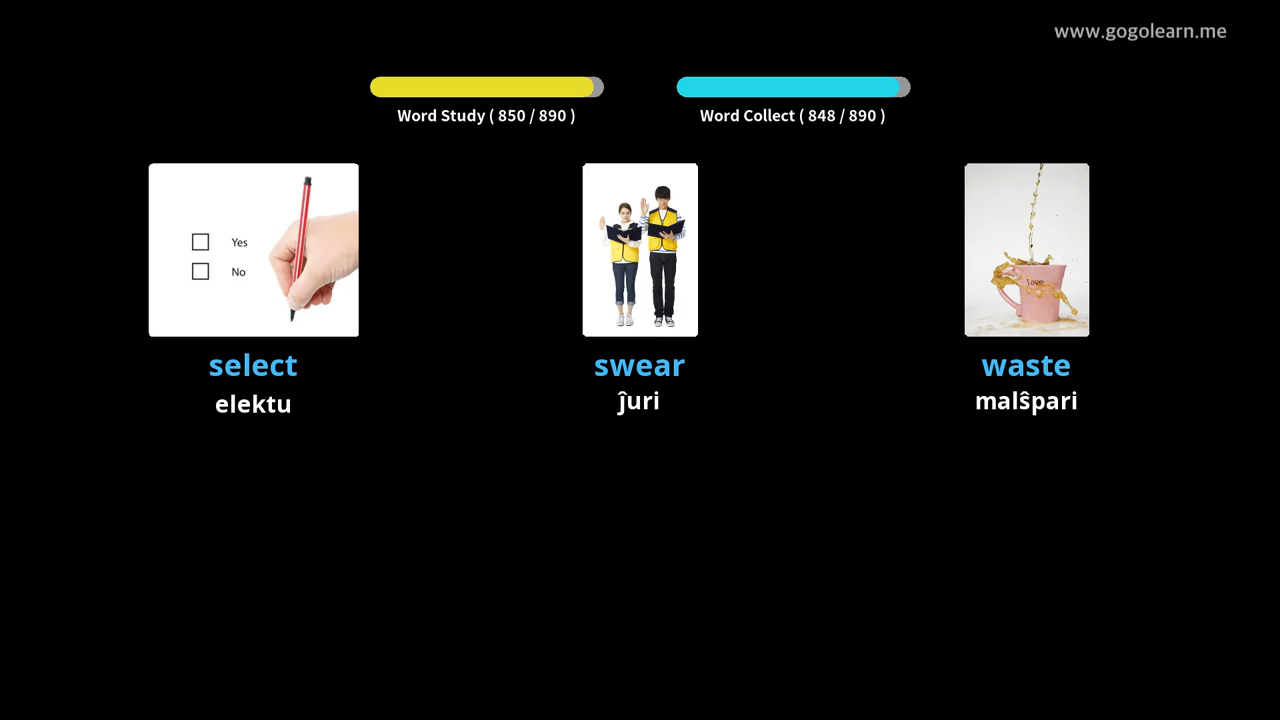 www.gogolearn.me
Word Study ( 850 / 890 )
Word Collect ( 848 / 890 )
Yes
No
Love
select
swear
waste
elektu
ĵuri
malŝpari